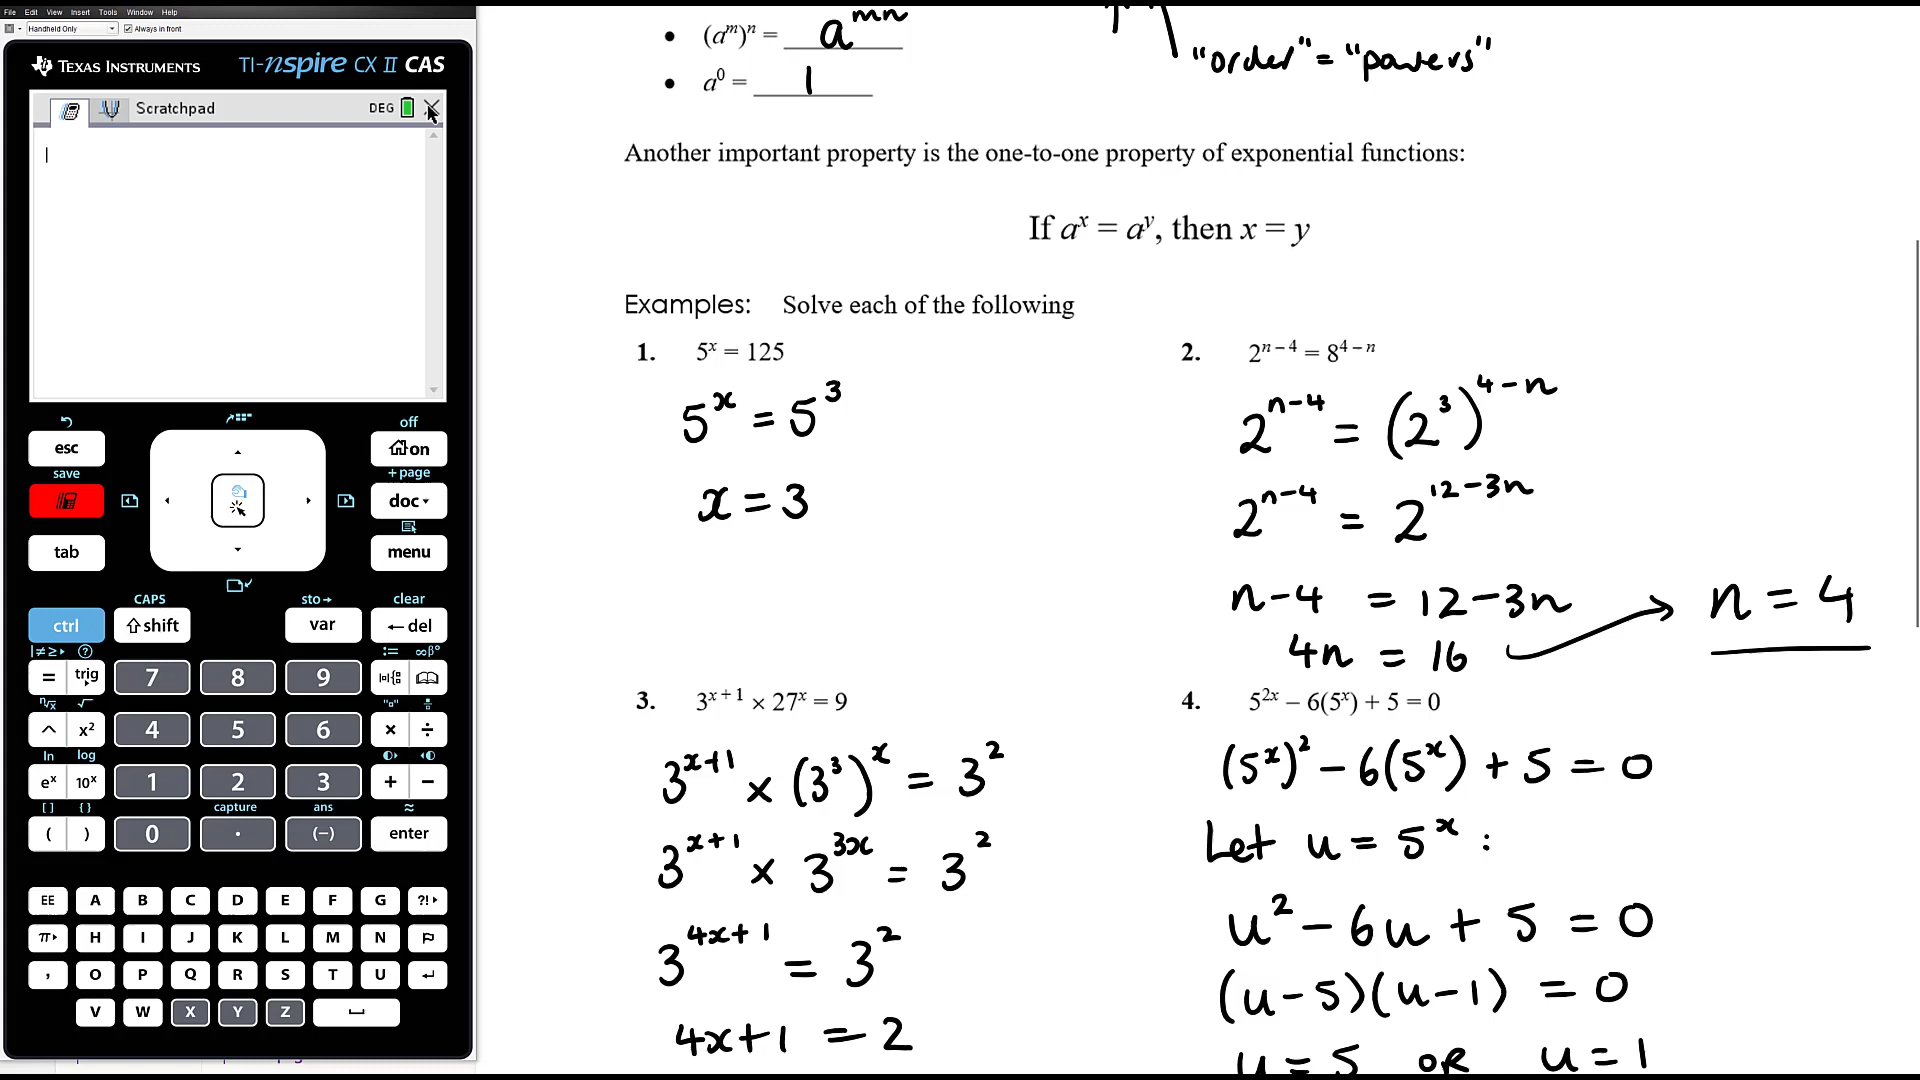 File Edit View Insert Tools Window Help
Handheld Only Always in front
TEXAS INSTRUMENTS TI-nspire CX II CAS
Scratchpad DEG
esc
save
tab
off
on
+ page
doc
menu
CAPS sto→ clear
ctrl ⇧shift var ← del
|≠≥▸ ? := ∞β°
= trig 7 8 9
ⁿ√x √ "▫"
^ x² 4 5 6 × ÷
ln log
eˣ 10ˣ 1 2 3 + −
[ ] { } capture ans ≈
( ) 0 . (−) enter
EE A B C D E F G ?!▸
π▸ H I J K L M N
, O P Q R S T U ↵
V W X Y Z
• (aᵐ)ⁿ = aᵐⁿ
"order" = "powers"
• a⁰ = 1
Another important property is the one-to-one property of exponential functions:
If aˣ = aʸ, then x = y
Examples: Solve each of the following
1. 5ˣ = 125
5ˣ = 5³
x = 3
2. 2ⁿ⁻⁴ = 8⁴⁻ⁿ
2ⁿ⁻⁴ = (2³)⁴⁻ⁿ
2ⁿ⁻⁴ = 2¹²⁻³ⁿ
n−4 = 12−3n
4n = 16 → n = 4
3. 3ˣ⁺¹ × 27ˣ = 9
3ˣ⁺¹ × (3³)ˣ = 3²
3ˣ⁺¹ × 3³ˣ = 3²
3⁴ˣ⁺¹ = 3²
4x+1 = 2
4. 5²ˣ − 6(5ˣ) + 5 = 0
(5ˣ)² − 6(5ˣ) + 5 = 0
Let u = 5ˣ :
u² − 6u + 5 = 0
(u−5)(u−1) = 0
u = 5 OR u = 1